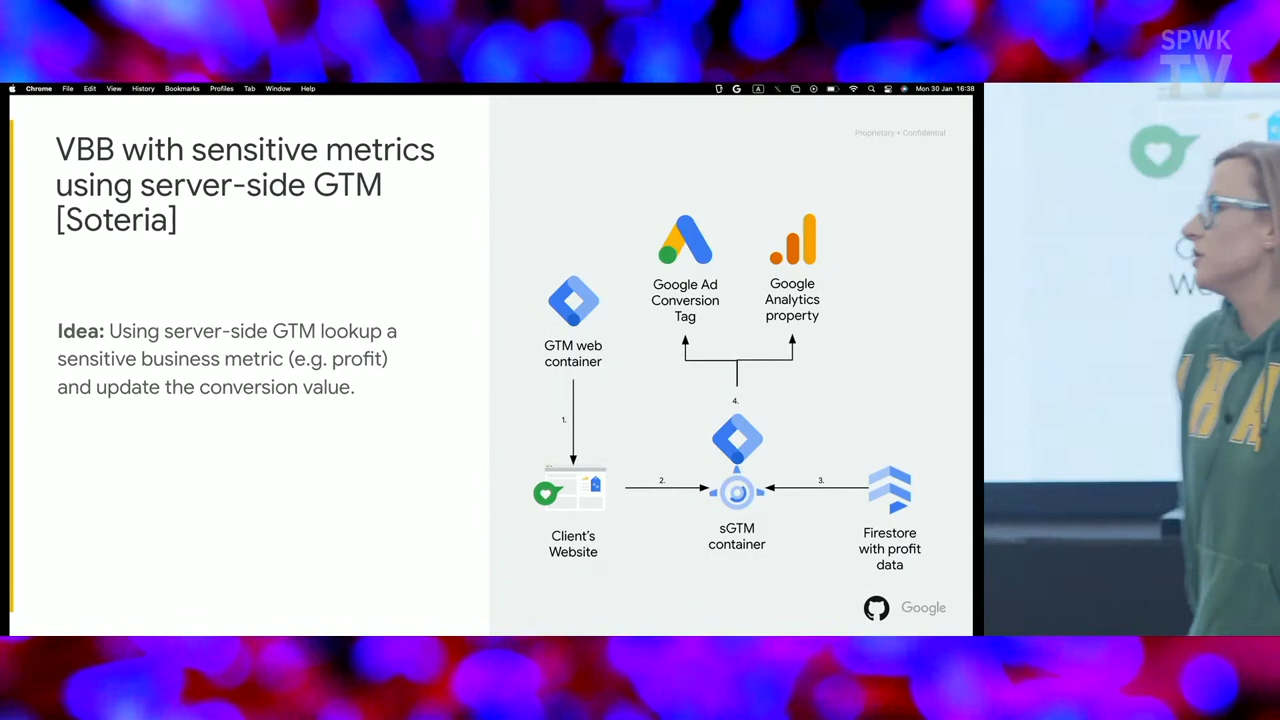 SPWK
TV
Chrome File Edit View History Bookmarks Profiles Tab Window Help
A
Mon 30 Jan 16:38
Proprietary + Confidential
VBB with sensitive metrics
using server-side GTM
[Soteria]
Idea: Using server-side GTM lookup a
sensitive business metric (e.g. profit)
and update the conversion value.
Google Ad
Conversion
Tag
Google
Analytics
property
GTM web
container
1.
4.
2.
3.
Client's
Website
sGTM
container
Firestore
with profit
data
Google